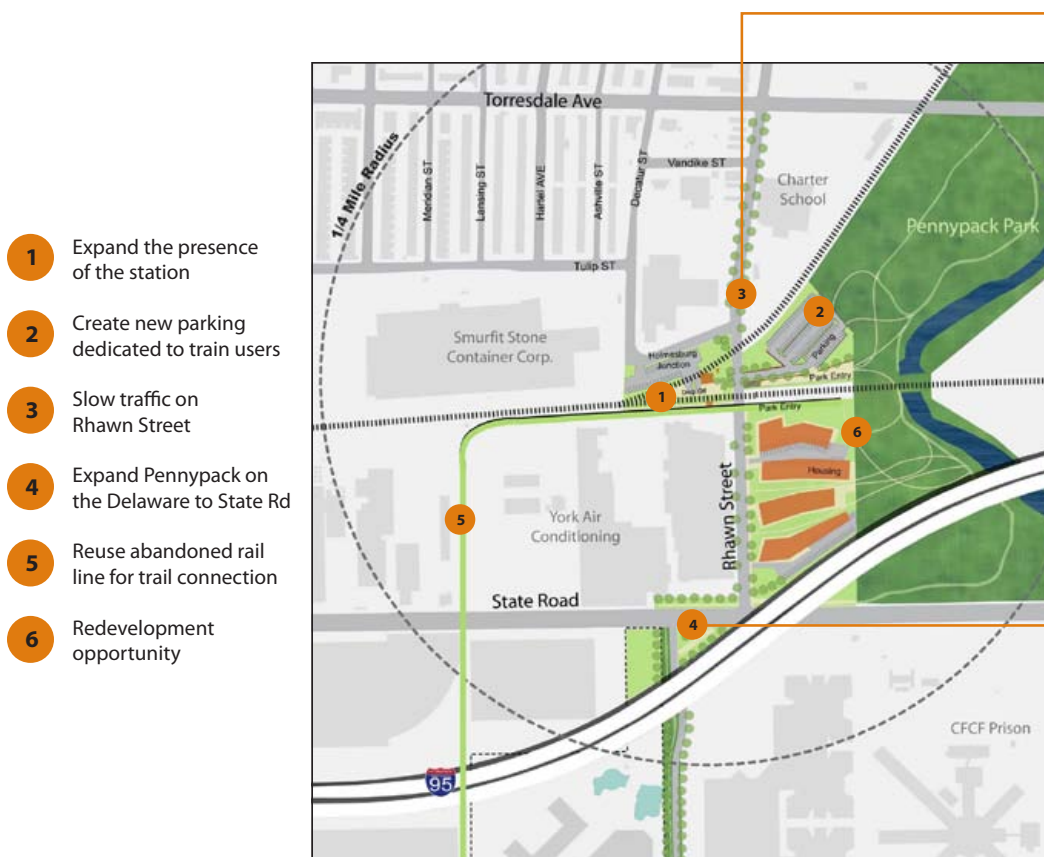 1
Expand the presence
of the station
2
Create new parking
dedicated to train users
3
Slow traffic on
Rhawn Street
4
Expand Pennypack on
the Delaware to State Rd
5
Reuse abandoned rail
line for trail connection
6
Redevelopment
opportunity
Torresdale Ave
1/4 Mile Radius
Meridian ST
Lansing ST
Hartel AVE
Ashville ST
Decatur ST
Vandike ST
Charter
School
Pennypack Park
Tulip ST
3
2
Smurfit Stone
Container Corp.
Holmesburg
Junction
Parking
Park Entry
1
Drop Off
Park Entry
6
Housing
5
York Air
Conditioning
Rhawn Street
State Road
4
CFCF Prison
INTERSTATE
95